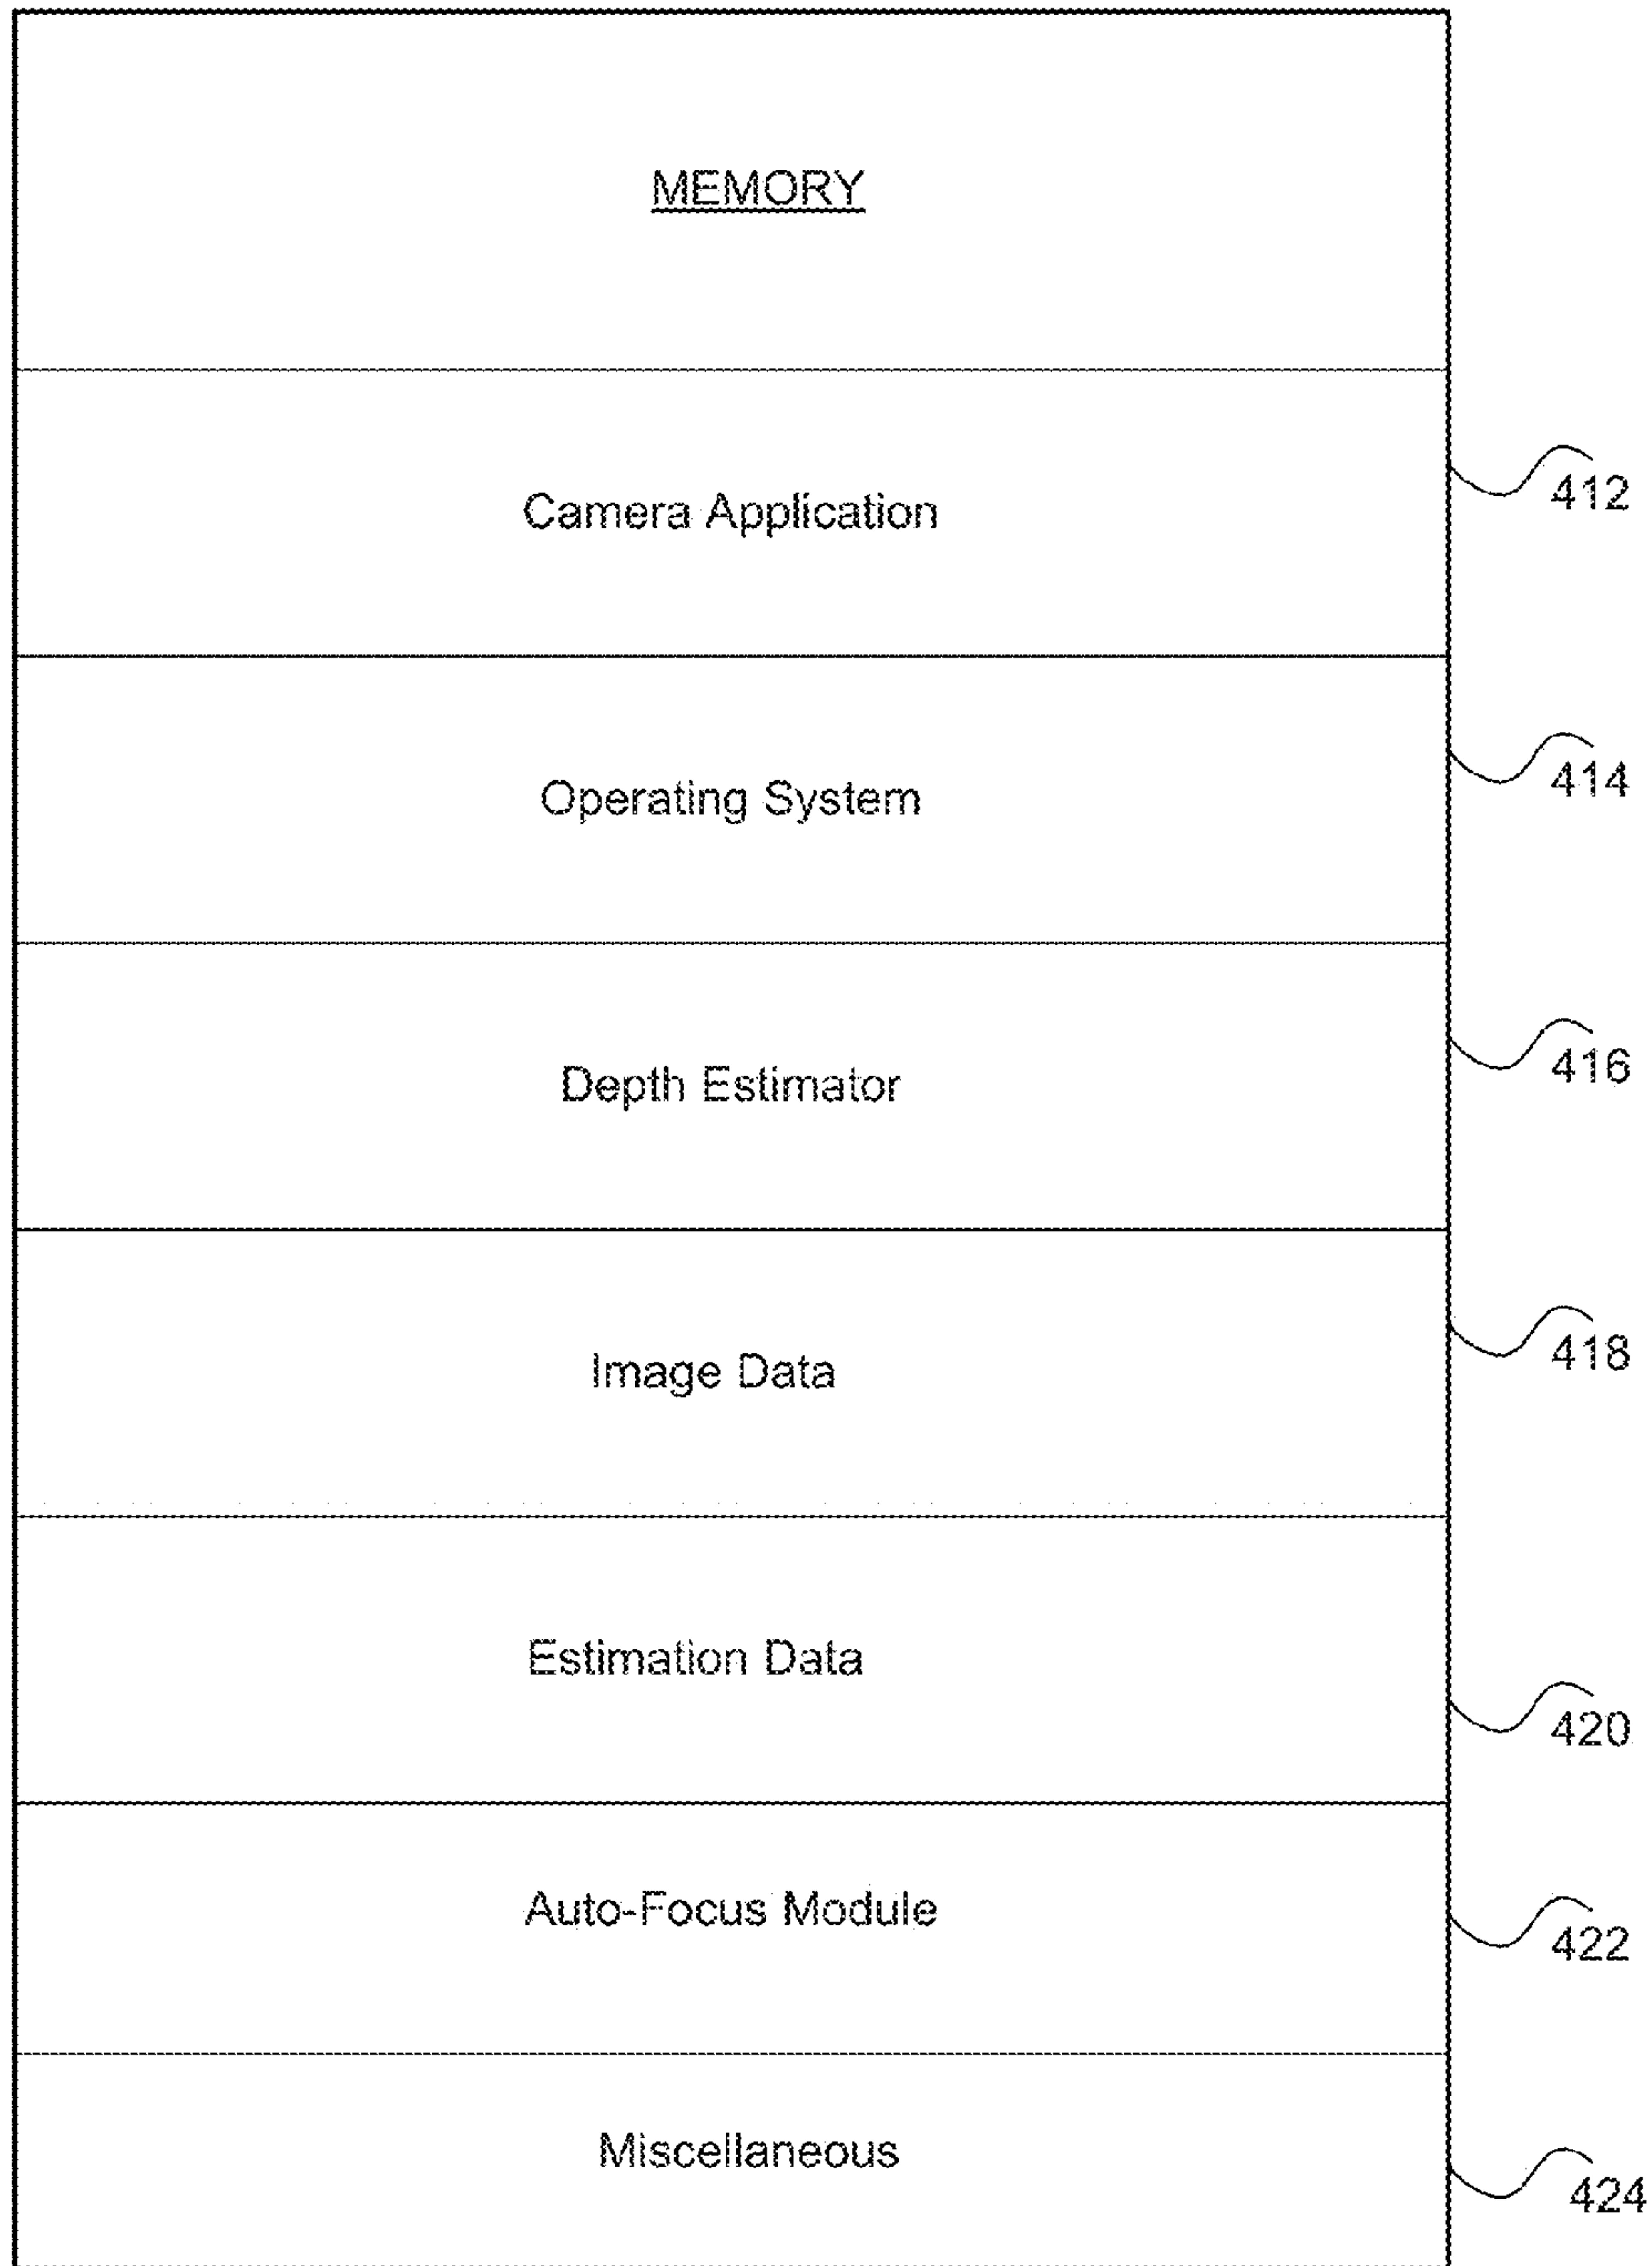 MEMORY
Camera Application
412
Operating System
414
Depth Estimator
416
Image Data
418
Estimation Data
420
Auto-Focus Module
422
Miscellaneous
424